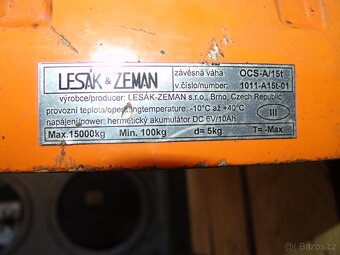 LESÁK & ZEMAN
závěsná váha OCS-A/15t
v.číslo/number: 1011-A15t-01
výrobce/producer: LESÁK-ZEMAN s.r.o., Brno, Czech Republic
provozní teplota/operatingtemperature: -10°C až +40°C
napájení/power: hermetický akumulátor DC 6V/10Ah
III
Max.15000kg Min. 100kg d= 5kg T= -Max
Bazos.cz